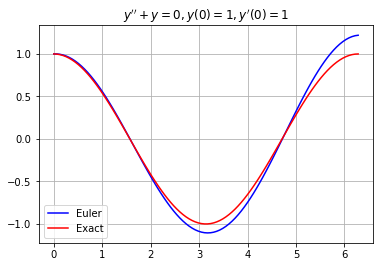 y'' + y = 0, y(0) = 1, y'(0) = 1
1.0
0.5
0.0
−0.5
−1.0
Euler
Exact
0 1 2 3 4 5 6